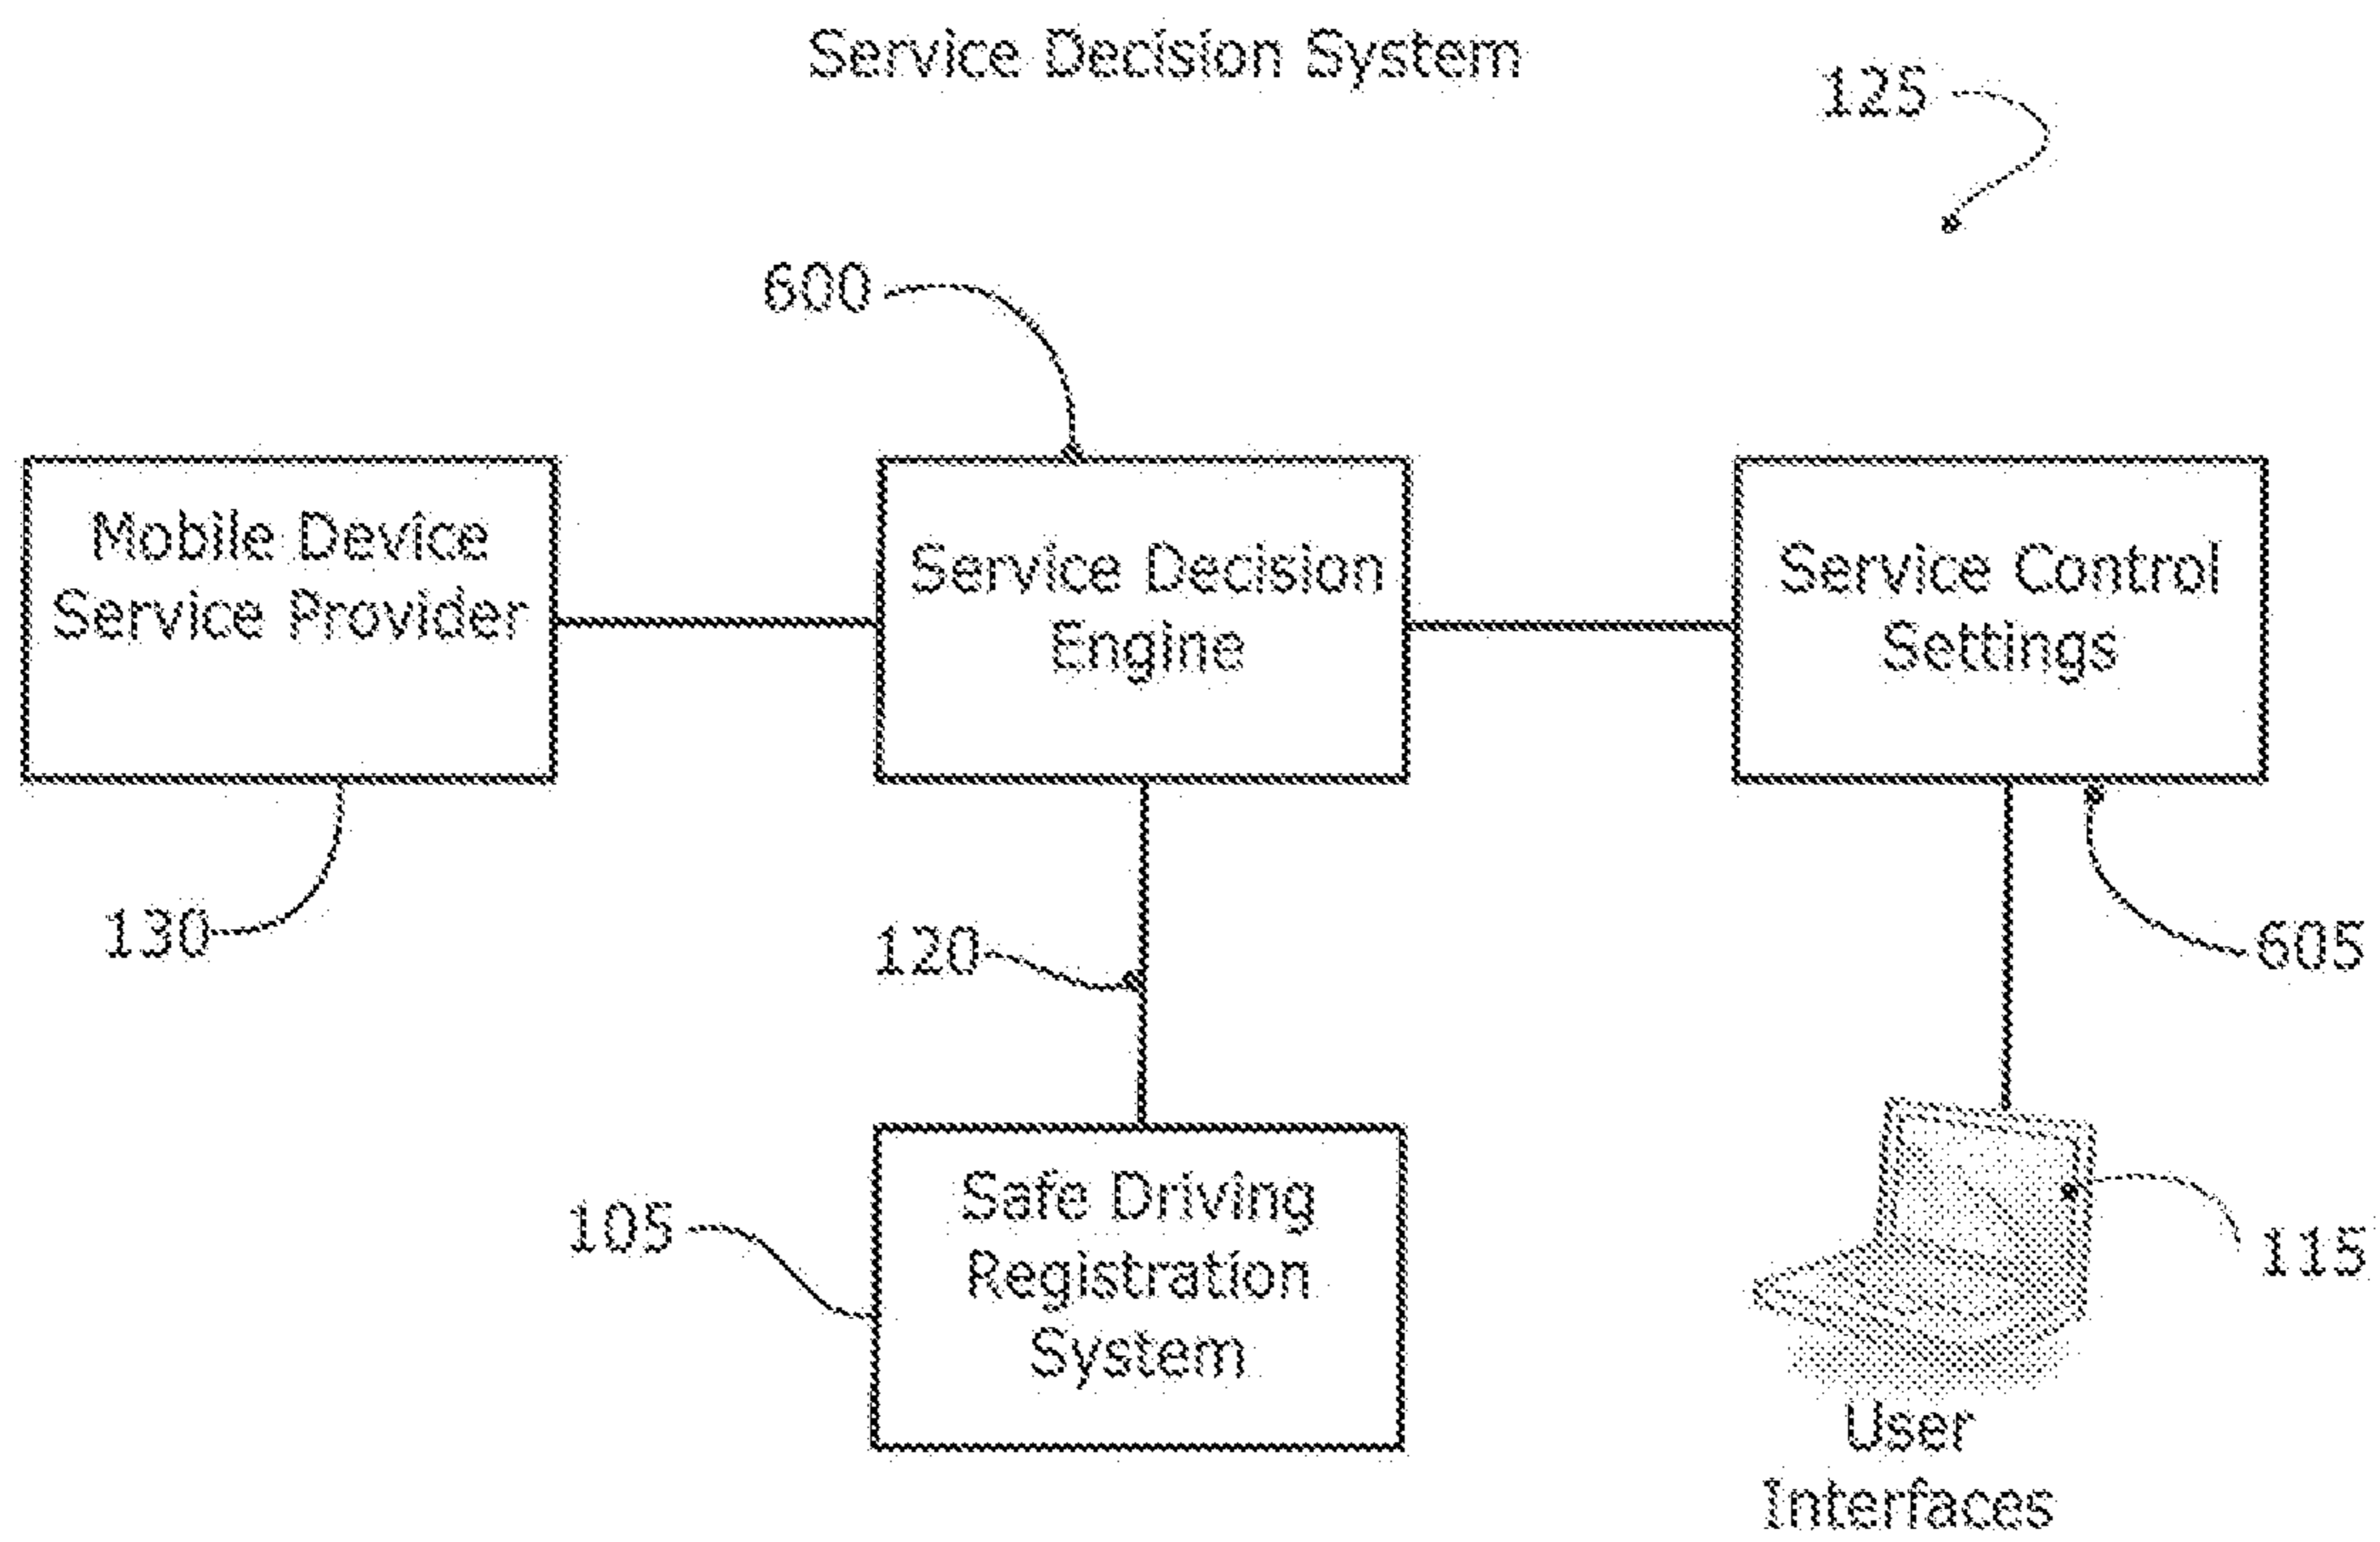 Service Decision System
125
600
Mobile Device
Service Provider
Service Decision
Engine
Service Control
Settings
130
120
605
105
Safe Driving
Registration
System
115
User
Interfaces